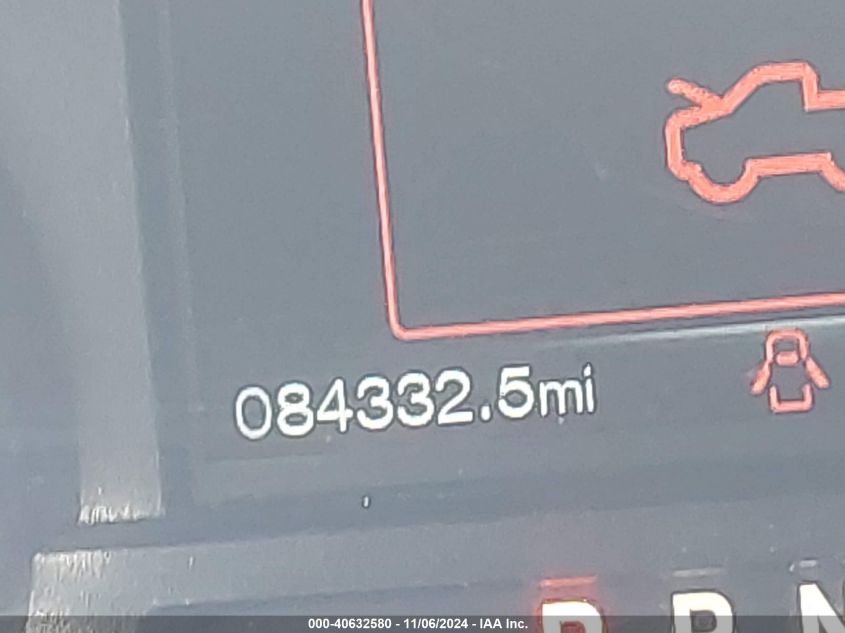 084332.5mi
P R N
000-40632580 - 11/06/2024 - IAA Inc.